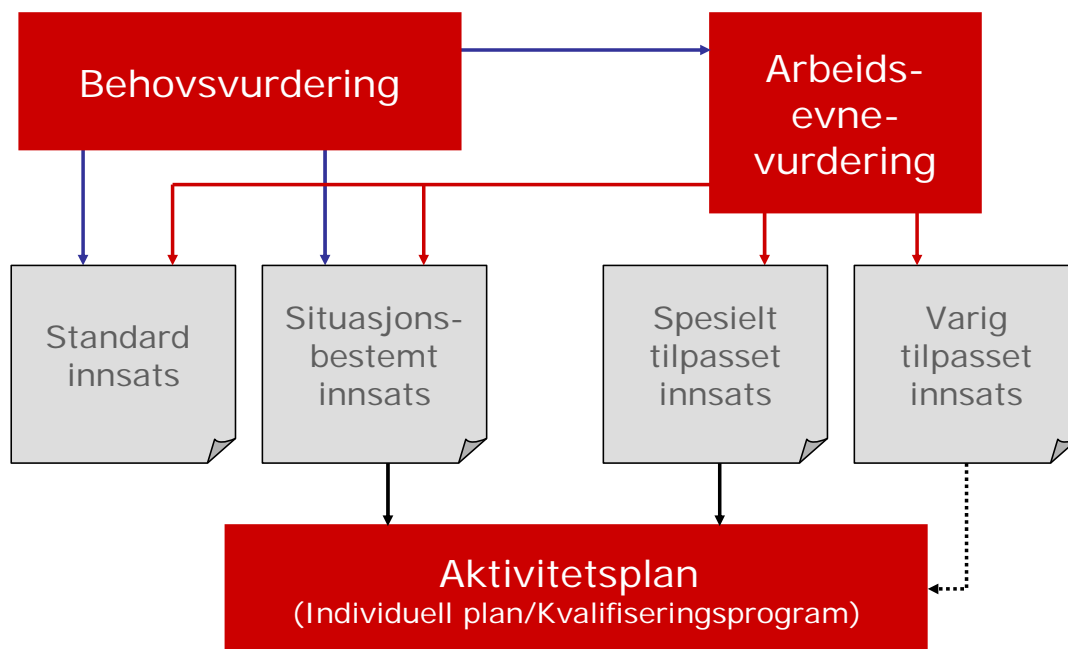 Behovsvurdering
Arbeids-
evne-
vurdering
Standard
innsats
Situasjons-
bestemt
innsats
Spesielt
tilpasset
innsats
Varig
tilpasset
innsats
Aktivitetsplan
(Individuell plan/Kvalifiseringsprogram)